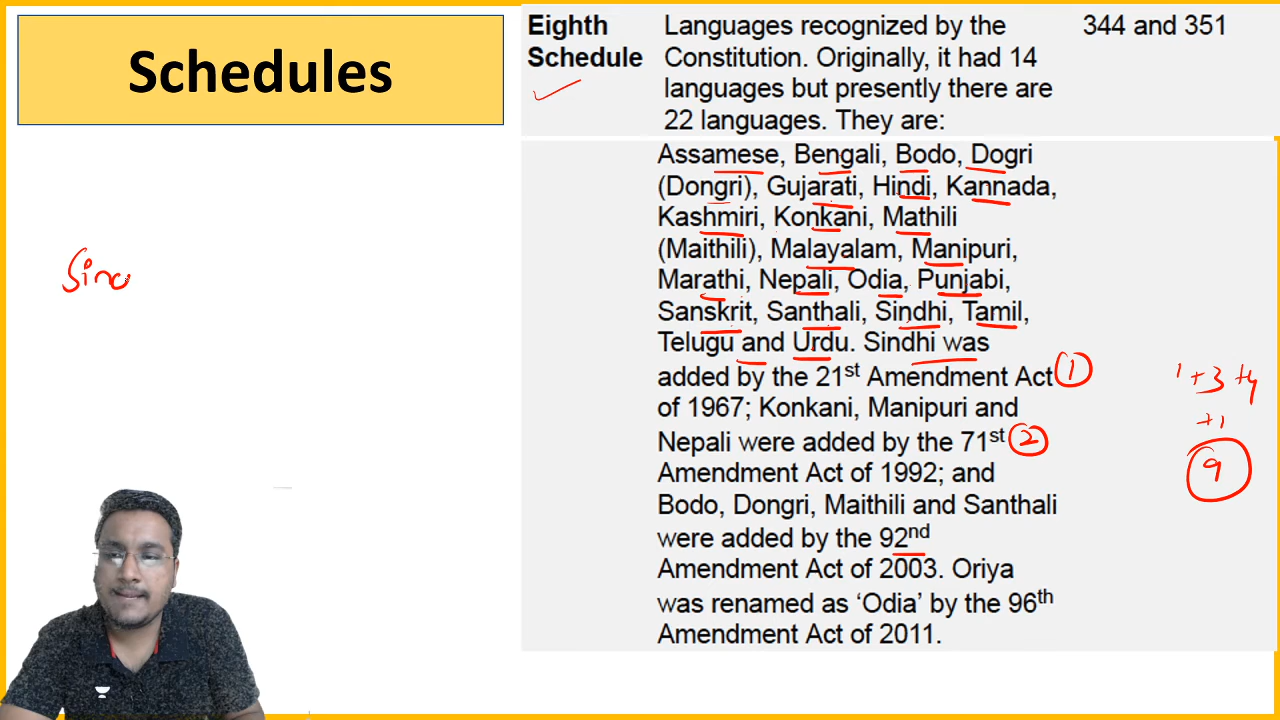 Schedules
Eighth
Schedule
Languages recognized by the
Constitution. Originally, it had 14
languages but presently there are
22 languages. They are:
344 and 351
Assamese, Bengali, Bodo, Dogri
(Dongri), Gujarati, Hindi, Kannada,
Kashmiri, Konkani, Mathili
(Maithili), Malayalam, Manipuri,
Marathi, Nepali, Odia, Punjabi,
Sanskrit, Santhali, Sindhi, Tamil,
Telugu and Urdu. Sindhi was
added by the 21st Amendment Act
of 1967; Konkani, Manipuri and
Nepali were added by the 71st
Amendment Act of 1992; and
Bodo, Dongri, Maithili and Santhali
were added by the 92nd
Amendment Act of 2003. Oriya
was renamed as ‘Odia’ by the 96th
Amendment Act of 2011.
1
2
1 + 3 + 4
+ 1
9